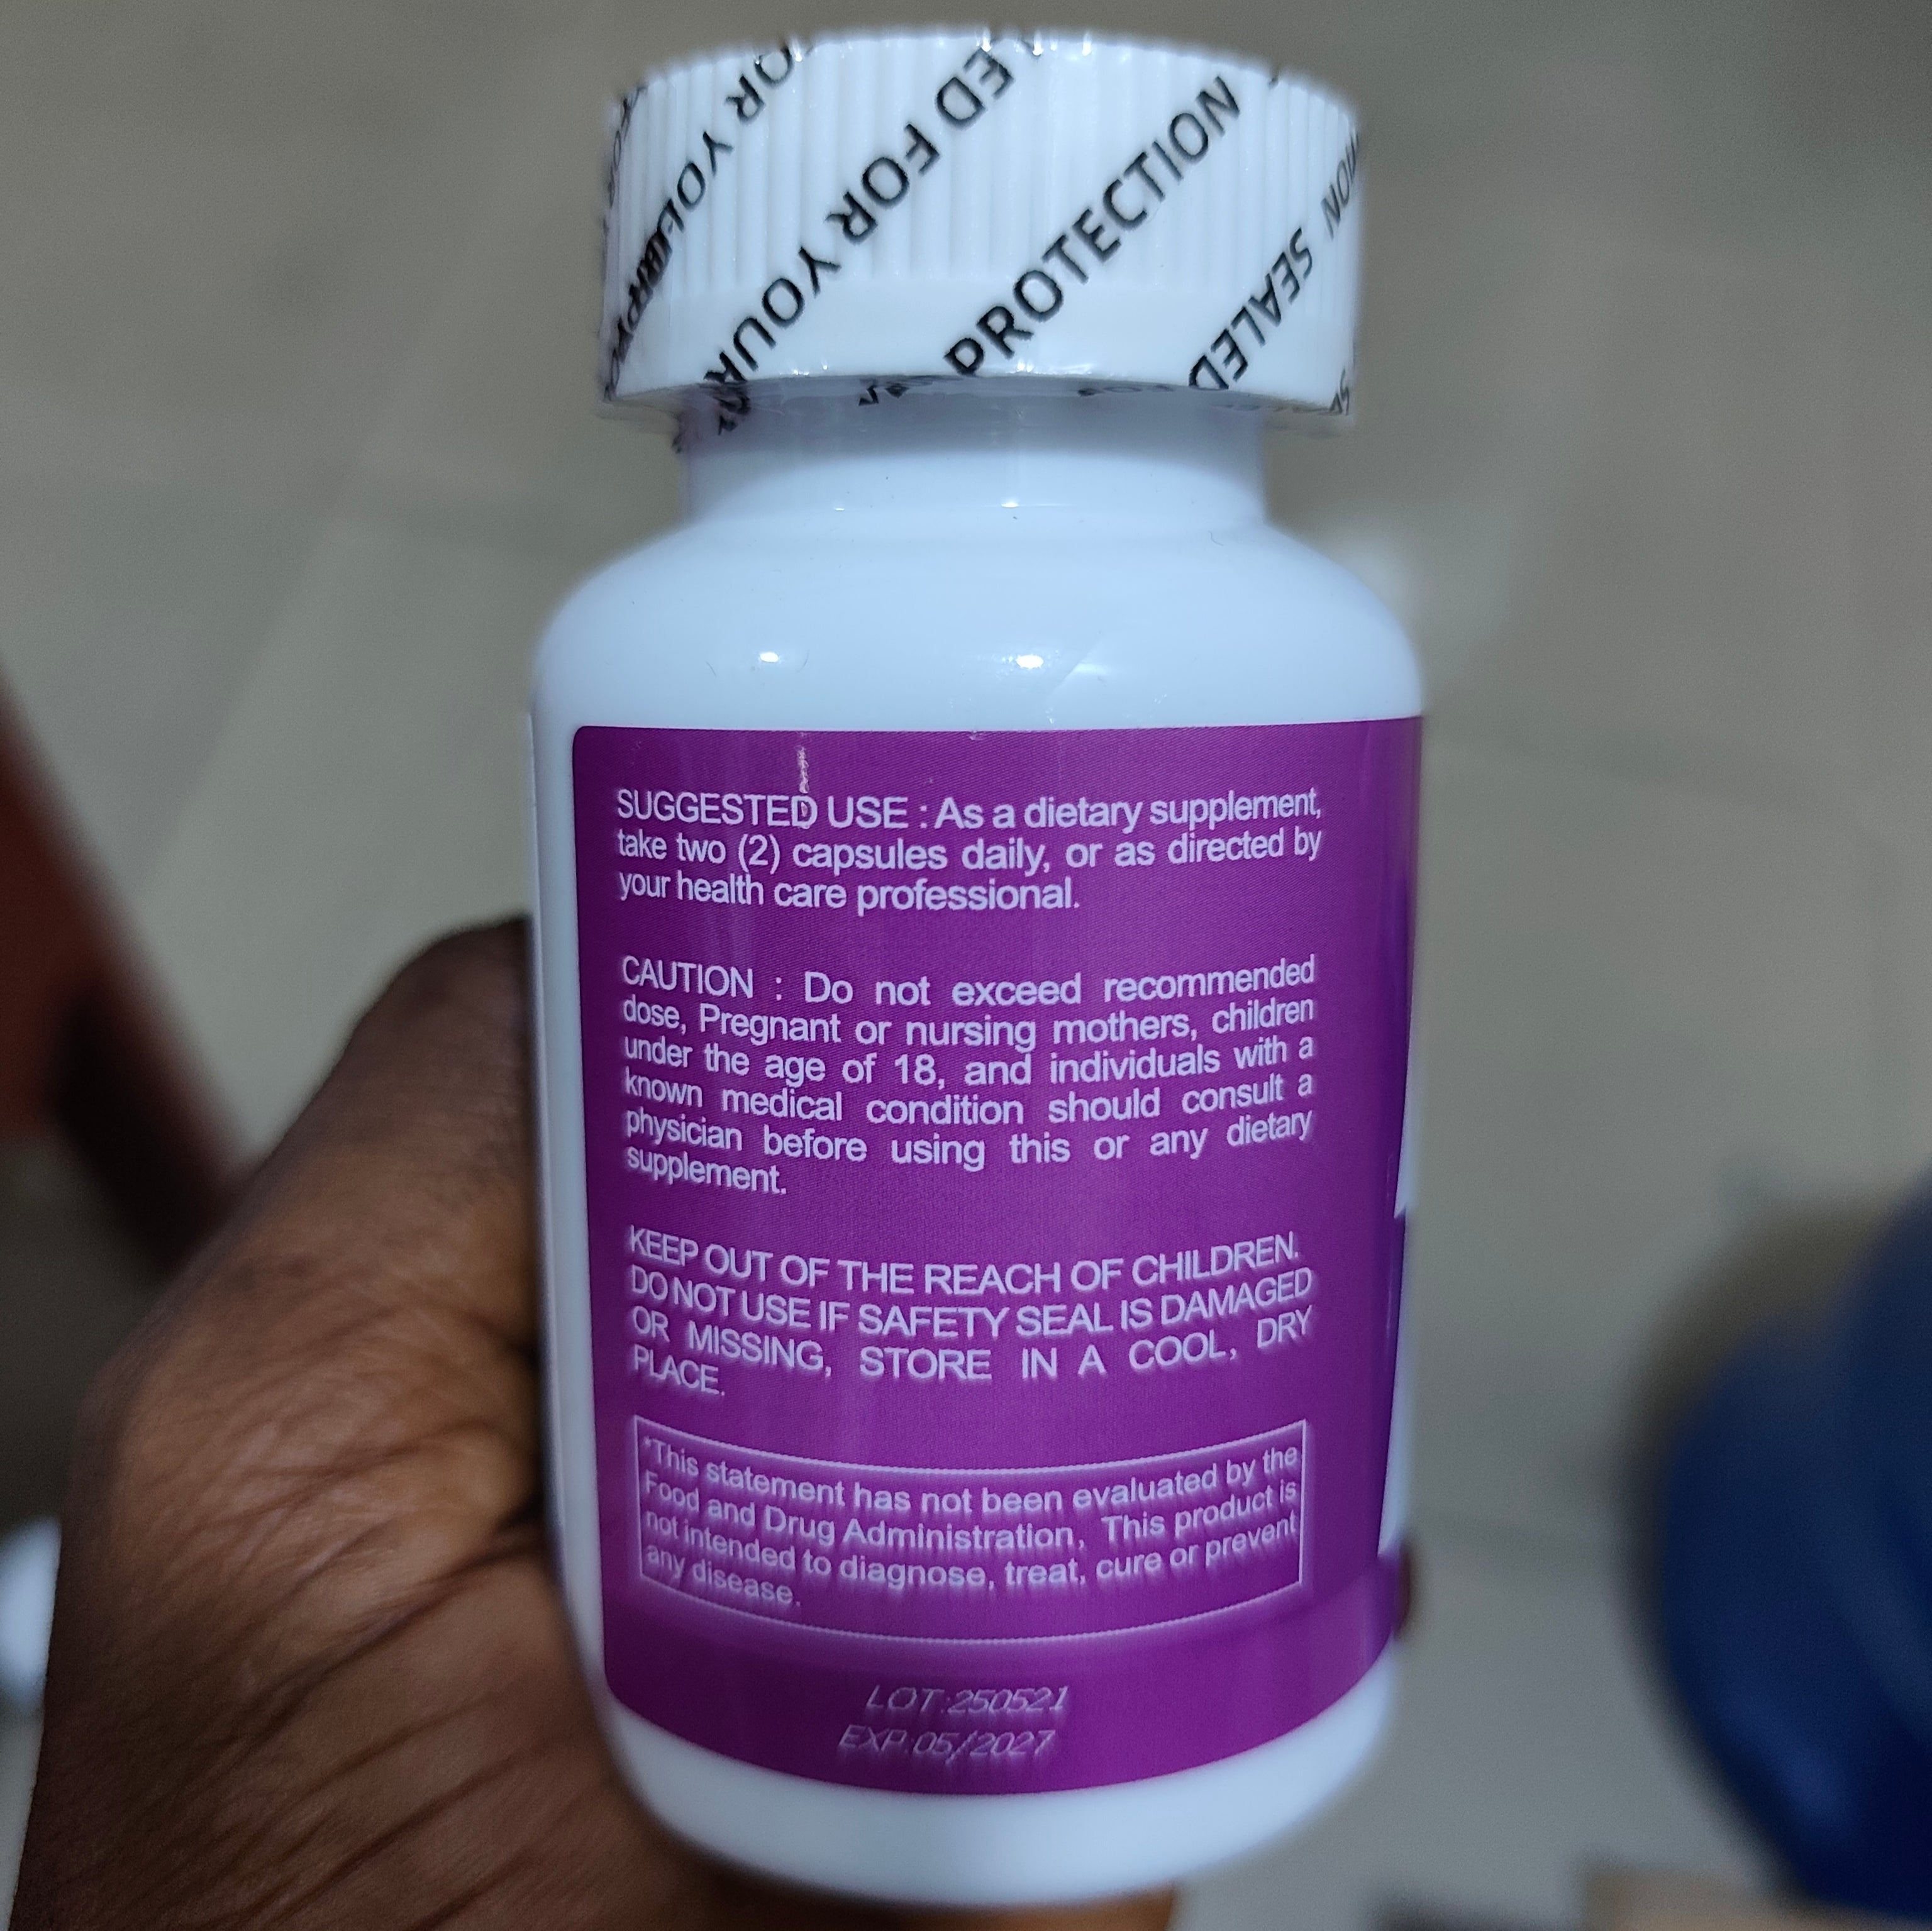 OR YOUR
ED FOR YOUR
PROTECTION
ION SEALED
SUGGESTED USE : As a dietary supplement,
take two (2) capsules daily, or as directed by
your health care professional.
CAUTION : Do not exceed recommended
dose, Pregnant or nursing mothers, children
under the age of 18, and individuals with a
known medical condition should consult a
physician before using this or any dietary
supplement.
KEEP OUT OF THE REACH OF CHILDREN.
DO NOT USE IF SAFETY SEAL IS DAMAGED
OR MISSING, STORE IN A COOL, DRY
PLACE.
*This statement has not been evaluated by the
Food and Drug Administration, This product is
not intended to diagnose, treat, cure or prevent
any disease.
LOT:250521
EXP:05/2027